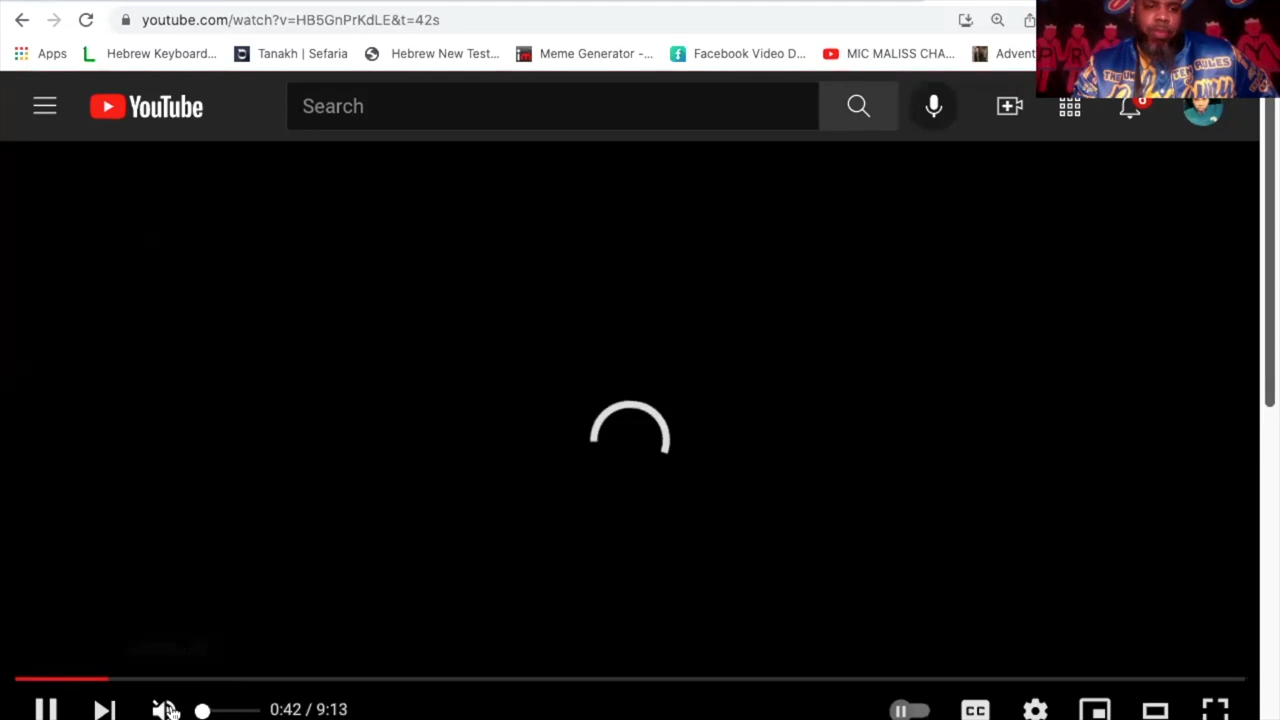 youtube.com/watch?v=HB5GnPrKdLE&t=42s
Apps Hebrew Keyboard... Tanakh | Sefaria Hebrew New Test... Meme Generator -... Facebook Video D... MIC MALISS CHA... Advent
YouTube Search 6
0:42 / 9:13 CC